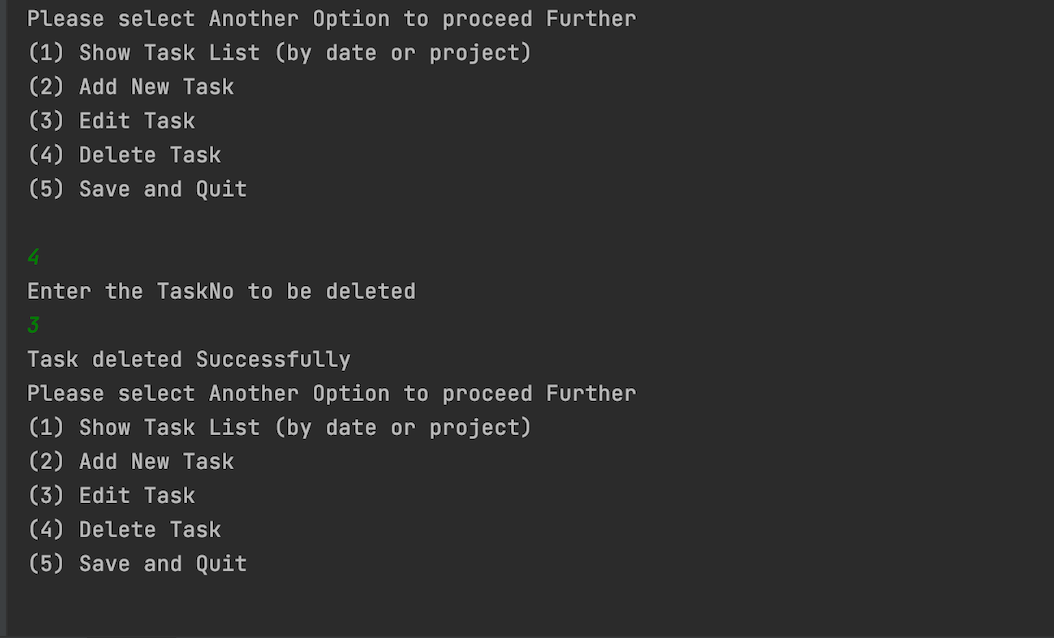 Please select Another Option to proceed Further
(1) Show Task List (by date or project)
(2) Add New Task
(3) Edit Task
(4) Delete Task
(5) Save and Quit
4
Enter the TaskNo to be deleted
3
Task deleted Successfully
Please select Another Option to proceed Further
(1) Show Task List (by date or project)
(2) Add New Task
(3) Edit Task
(4) Delete Task
(5) Save and Quit